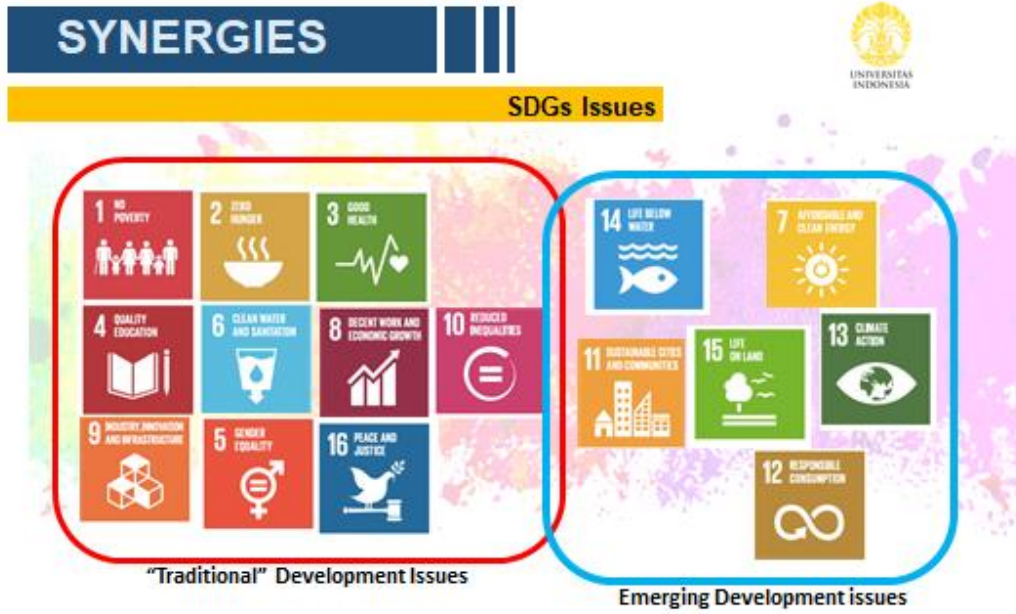 SYNERGIES
UNIVERSITAS
INDONESIA
SDGs Issues
1 NO
POVERTY
2 ZERO
HUNGER
3 GOOD
HEALTH
4 QUALITY
EDUCATION
6 CLEAN WATER
AND SANITATION
8 DECENT WORK AND
ECONOMIC GROWTH
10 REDUCED
INEQUALITIES
9 INDUSTRY, INNOVATION
AND INFRASTRUCTURE
5 GENDER
EQUALITY
16 PEACE AND
JUSTICE
"Traditional" Development Issues
14 LIFE BELOW
WATER
7 AFFORDABLE AND
CLEAN ENERGY
11 SUSTAINABLE CITIES
AND COMMUNITIES
15 LIFE
ON LAND
13 CLIMATE
ACTION
12 RESPONSIBLE
CONSUMPTION
Emerging Development issues